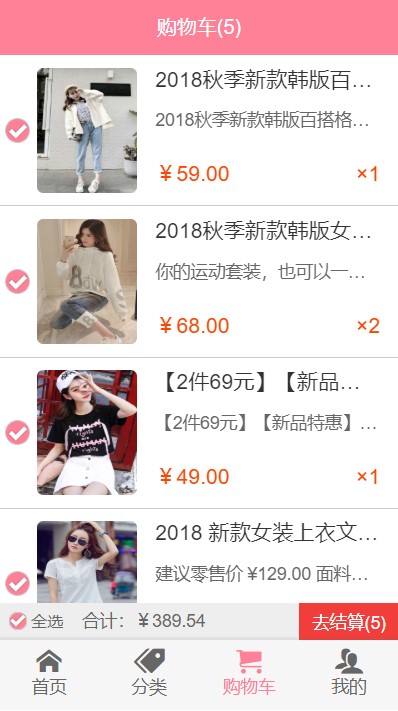 购物车(5)
2018秋季新款韩版百…
2018秋季新款韩版百搭格…
￥59.00 ×1
2018秋季新款韩版女…
你的运动套装，也可以一…
￥68.00 ×2
【2件69元】【新品…
【2件69元】【新品特惠】…
￥49.00 ×1
2018 新款女装上衣文…
建议零售价 ¥129.00 面料…
全选 合计：￥389.54 去结算(5)
首页 分类 购物车 我的